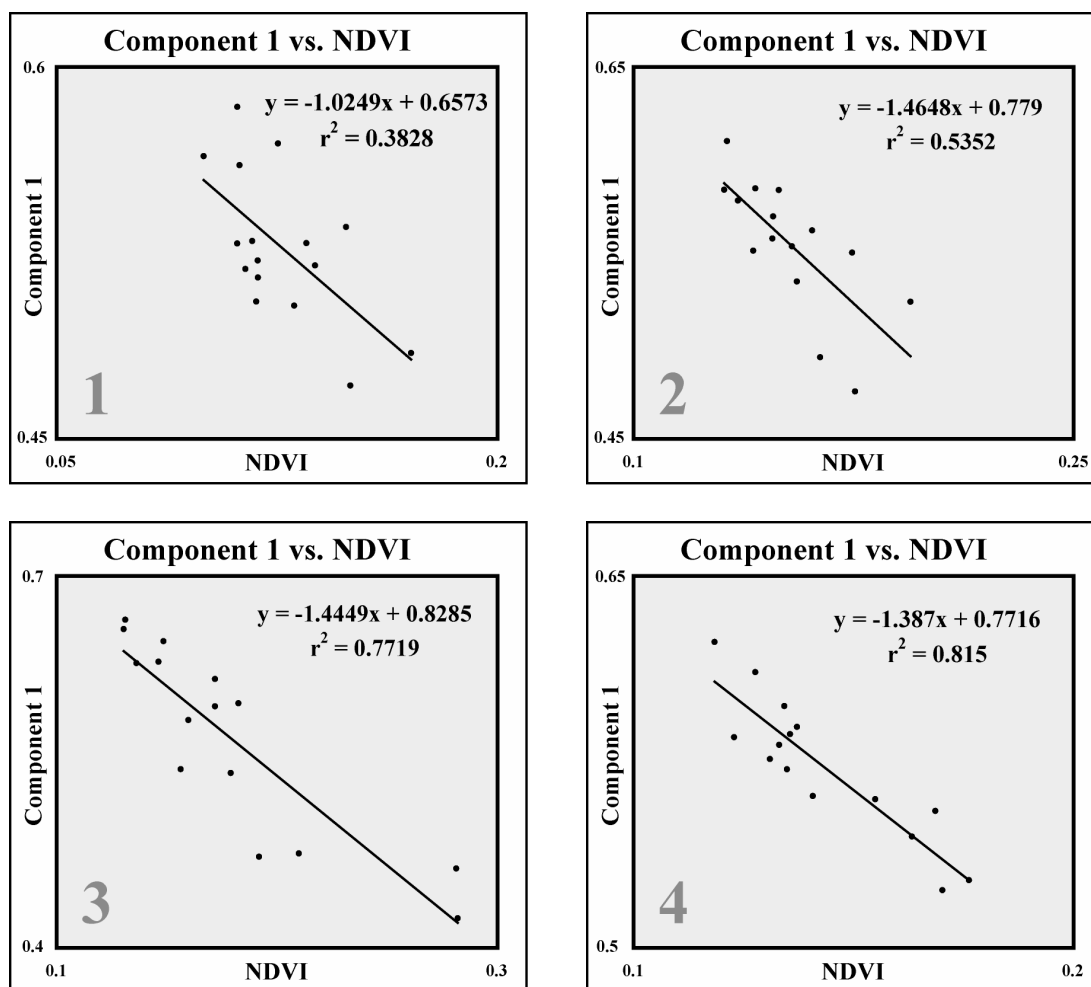 Component 1 vs. NDVI
0.6
y = -1.0249x + 0.6573
r² = 0.3828
Component 1
1
0.45
0.05
NDVI
0.2
Component 1 vs. NDVI
0.65
y = -1.4648x + 0.779
r² = 0.5352
Component 1
2
0.45
0.1
NDVI
0.25
Component 1 vs. NDVI
0.7
y = -1.4449x + 0.8285
r² = 0.7719
Component 1
3
0.4
0.1
NDVI
0.3
Component 1 vs. NDVI
0.65
y = -1.387x + 0.7716
r² = 0.815
Component 1
4
0.5
0.1
NDVI
0.2